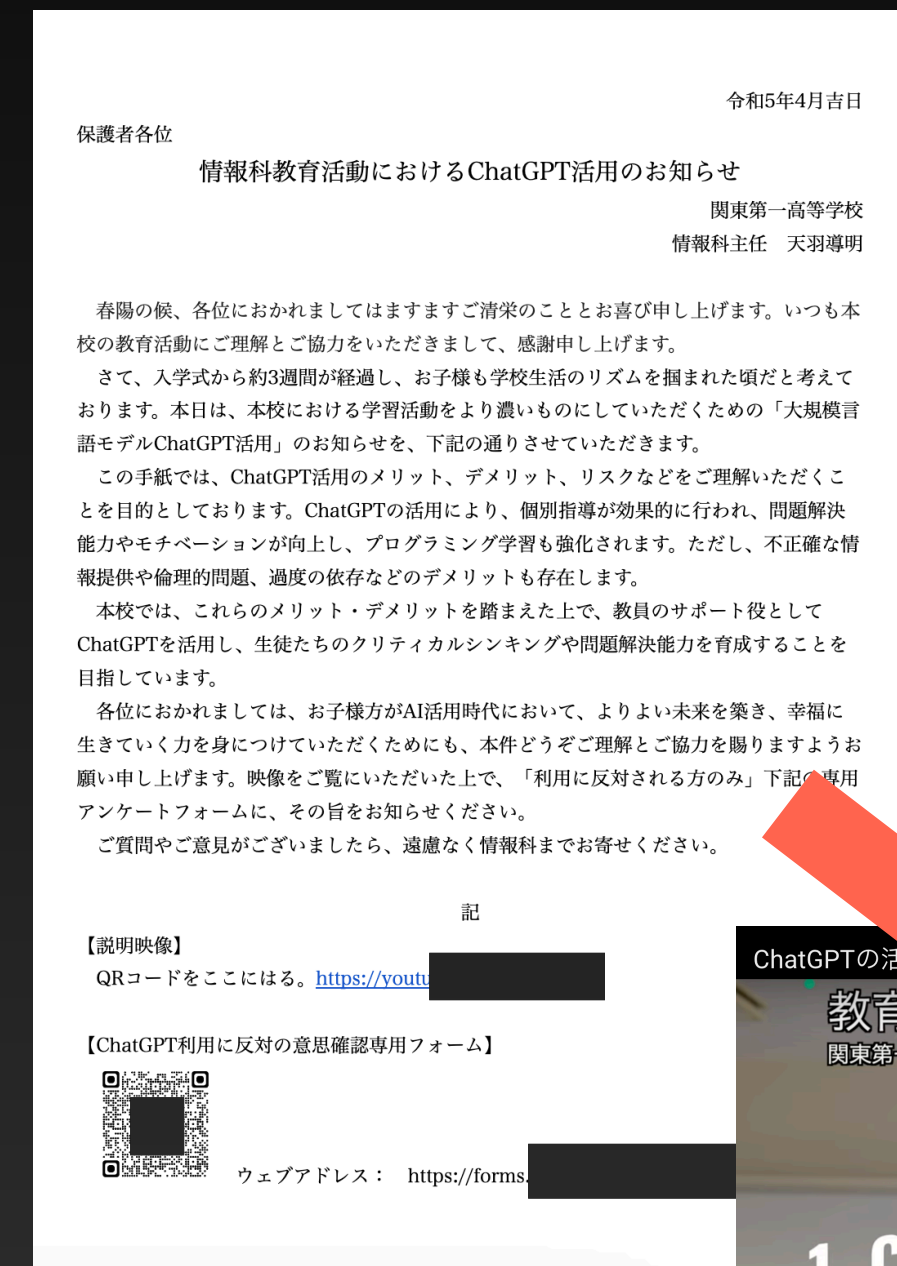 令和5年4月吉日
保護者各位
情報科教育活動におけるChatGPT活用のお知らせ
関東第一高等学校
情報科主任　天羽導明
春陽の候、各位におかれましてはますますご清栄のこととお喜び申し上げます。いつも本
校の教育活動にご理解とご協力をいただきまして、感謝申し上げます。
さて、入学式から約3週間が経過し、お子様も学校生活のリズムを掴まれた頃だと考えて
おります。本日は、本校における学習活動をより濃いものにしていただくための「大規模言
語モデルChatGPT活用」のお知らせを、下記の通りさせていただきます。
この手紙では、ChatGPT活用のメリット、デメリット、リスクなどをご理解いただくこ
とを目的としております。ChatGPTの活用により、個別指導が効果的に行われ、問題解決
能力やモチベーションが向上し、プログラミング学習も強化されます。ただし、不正確な情
報提供や倫理的問題、過度の依存などのデメリットも存在します。
本校では、これらのメリット・デメリットを踏まえた上で、教員のサポート役として
ChatGPTを活用し、生徒たちのクリティカルシンキングや問題解決能力を育成することを
目指しています。
各位におかれましては、お子様方がAI活用時代において、よりよい未来を築き、幸福に
生きていく力を身につけていただくためにも、本件どうぞご理解とご協力を賜りますようお
願い申し上げます。映像をご覧にいただいた上で、「利用に反対される方のみ」下記の専用
アンケートフォームに、その旨をお知らせください。
ご質問やご意見がございましたら、遠慮なく情報科までお寄せください。
記
【説明映像】
QRコードをここにはる。https://youtu
【ChatGPT利用に反対の意思確認専用フォーム】
ウェブアドレス：　https://forms.
ChatGPTの活
教育
関東第一
1